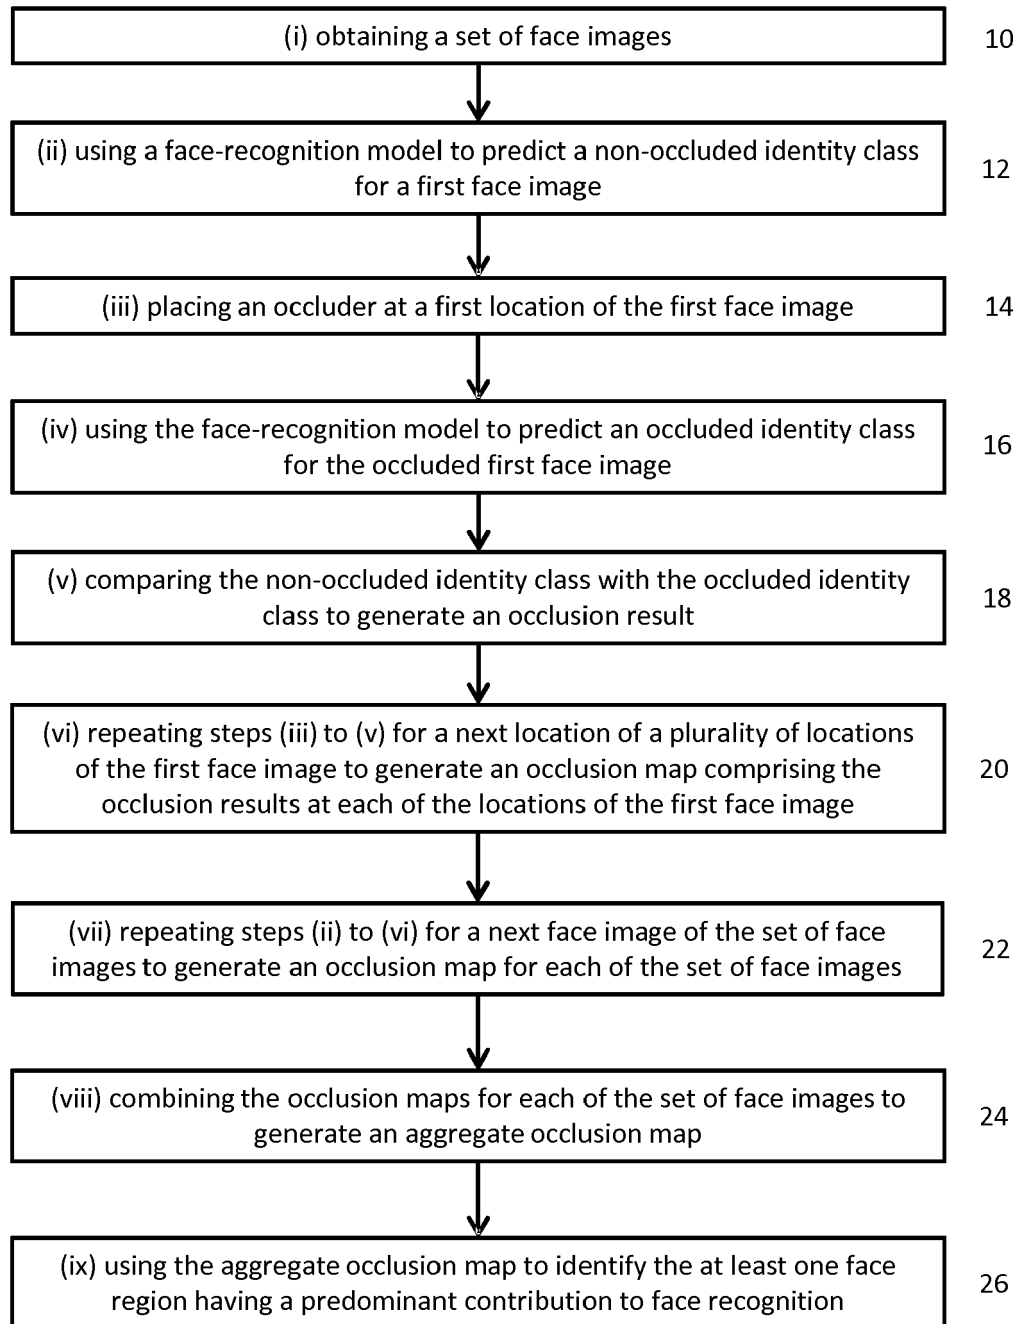 (i) obtaining a set of face images
10
(ii) using a face-recognition model to predict a non-occluded identity class
for a first face image
12
(iii) placing an occluder at a first location of the first face image
14
(iv) using the face-recognition model to predict an occluded identity class
for the occluded first face image
16
(v) comparing the non-occluded identity class with the occluded identity
class to generate an occlusion result
18
(vi) repeating steps (iii) to (v) for a next location of a plurality of locations
of the first face image to generate an occlusion map comprising the
occlusion results at each of the locations of the first face image
20
(vii) repeating steps (ii) to (vi) for a next face image of the set of face
images to generate an occlusion map for each of the set of face images
22
(viii) combining the occlusion maps for each of the set of face images to
generate an aggregate occlusion map
24
(ix) using the aggregate occlusion map to identify the at least one face
region having a predominant contribution to face recognition
26